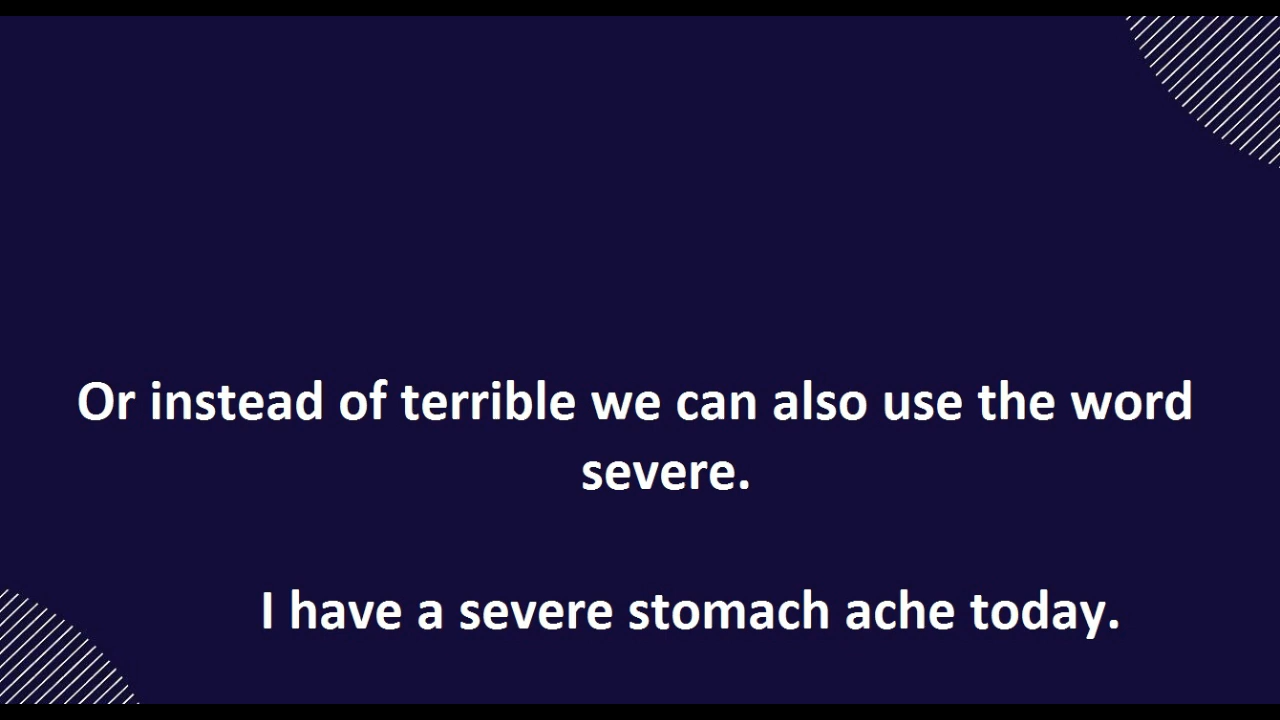 Or instead of terrible we can also use the word
severe.
I have a severe stomach ache today.